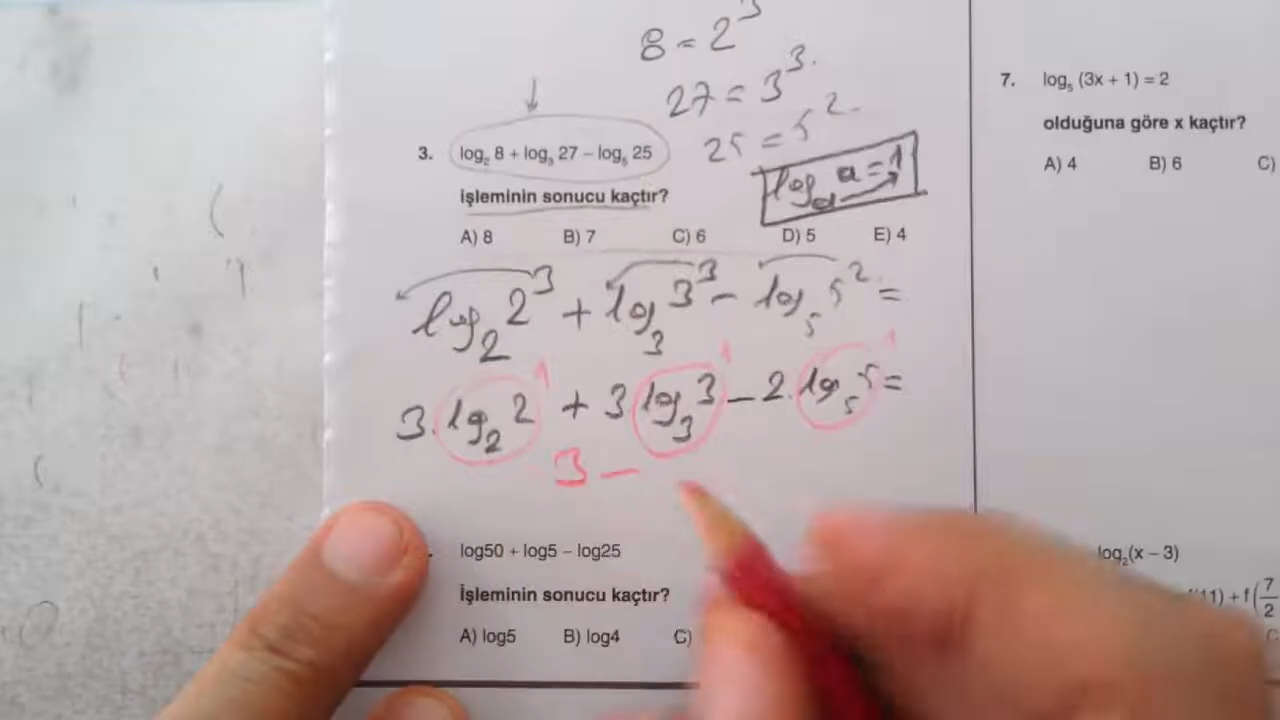 8 = 2³
27 = 3³.
25 = 5².
3. log₂ 8 + log₃ 27 – log₅ 25
logₐ a = 1
işleminin sonucu kaçtır?
A) 8 B) 7 C) 6 D) 5 E) 4
log₂ 2³ + log₃ 3³ – log₅ 5² =
1 1 1
3. log₂ 2 + 3 log₃ 3 – 2. log₅ 5 =
3 –
log50 + log5 – log25
İşleminin sonucu kaçtır?
A) log5 B) log4 C)
7. log₅ (3x + 1) = 2
olduğuna göre x kaçtır?
A) 4 B) 6 C)
log₂(x – 3)
11) + f(7/2